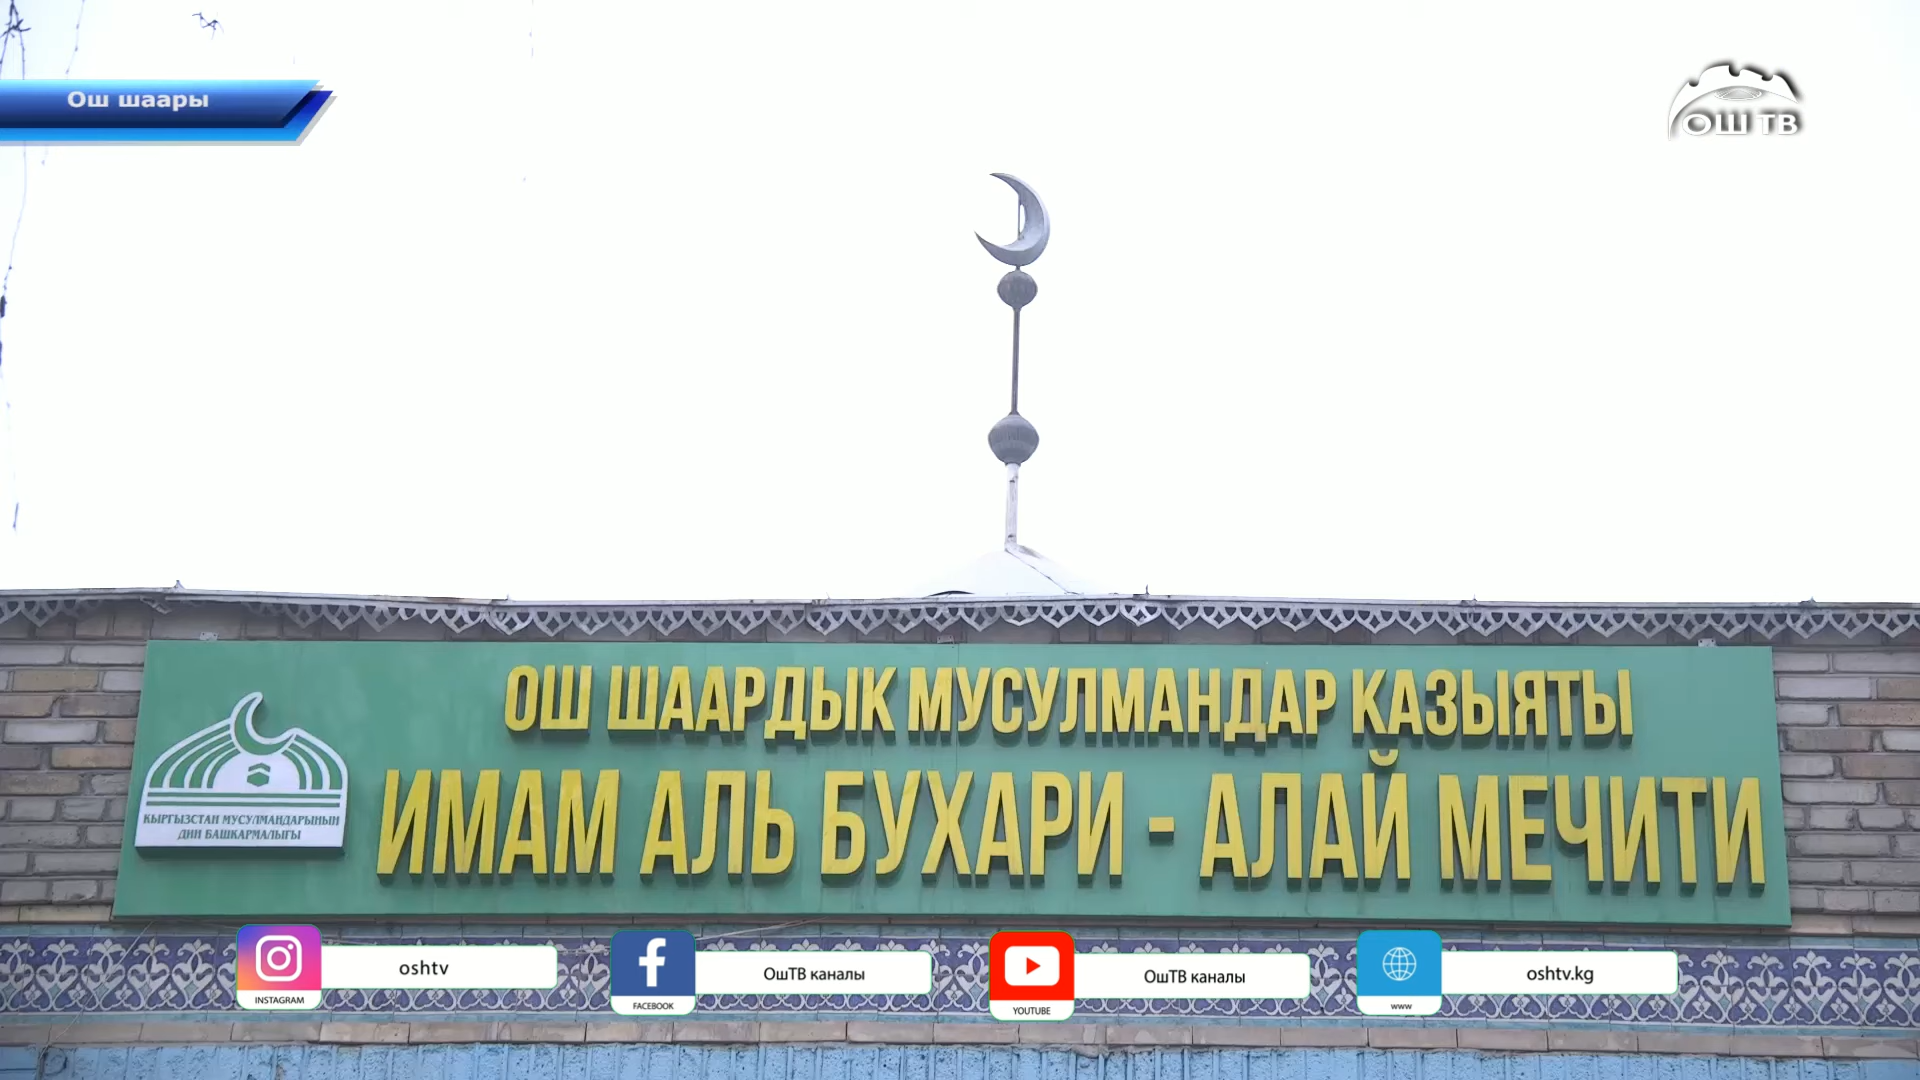 Ош шаары
ОШ ТВ
ОШ ШААРДЫК МУСУЛМАНДАР КАЗЫЯТЫ
ИМАМ АЛЬ БУХАРИ - АЛАЙ МЕЧИТИ
КЫРГЫЗСТАН МУСУЛМАНДАРЫНЫН
ДИН БАШКАРМАЛЫГЫ
oshtv
INSTAGRAM
ОшТВ каналы
FACEBOOK
ОшТВ каналы
YOUTUBE
oshtv.kg
www